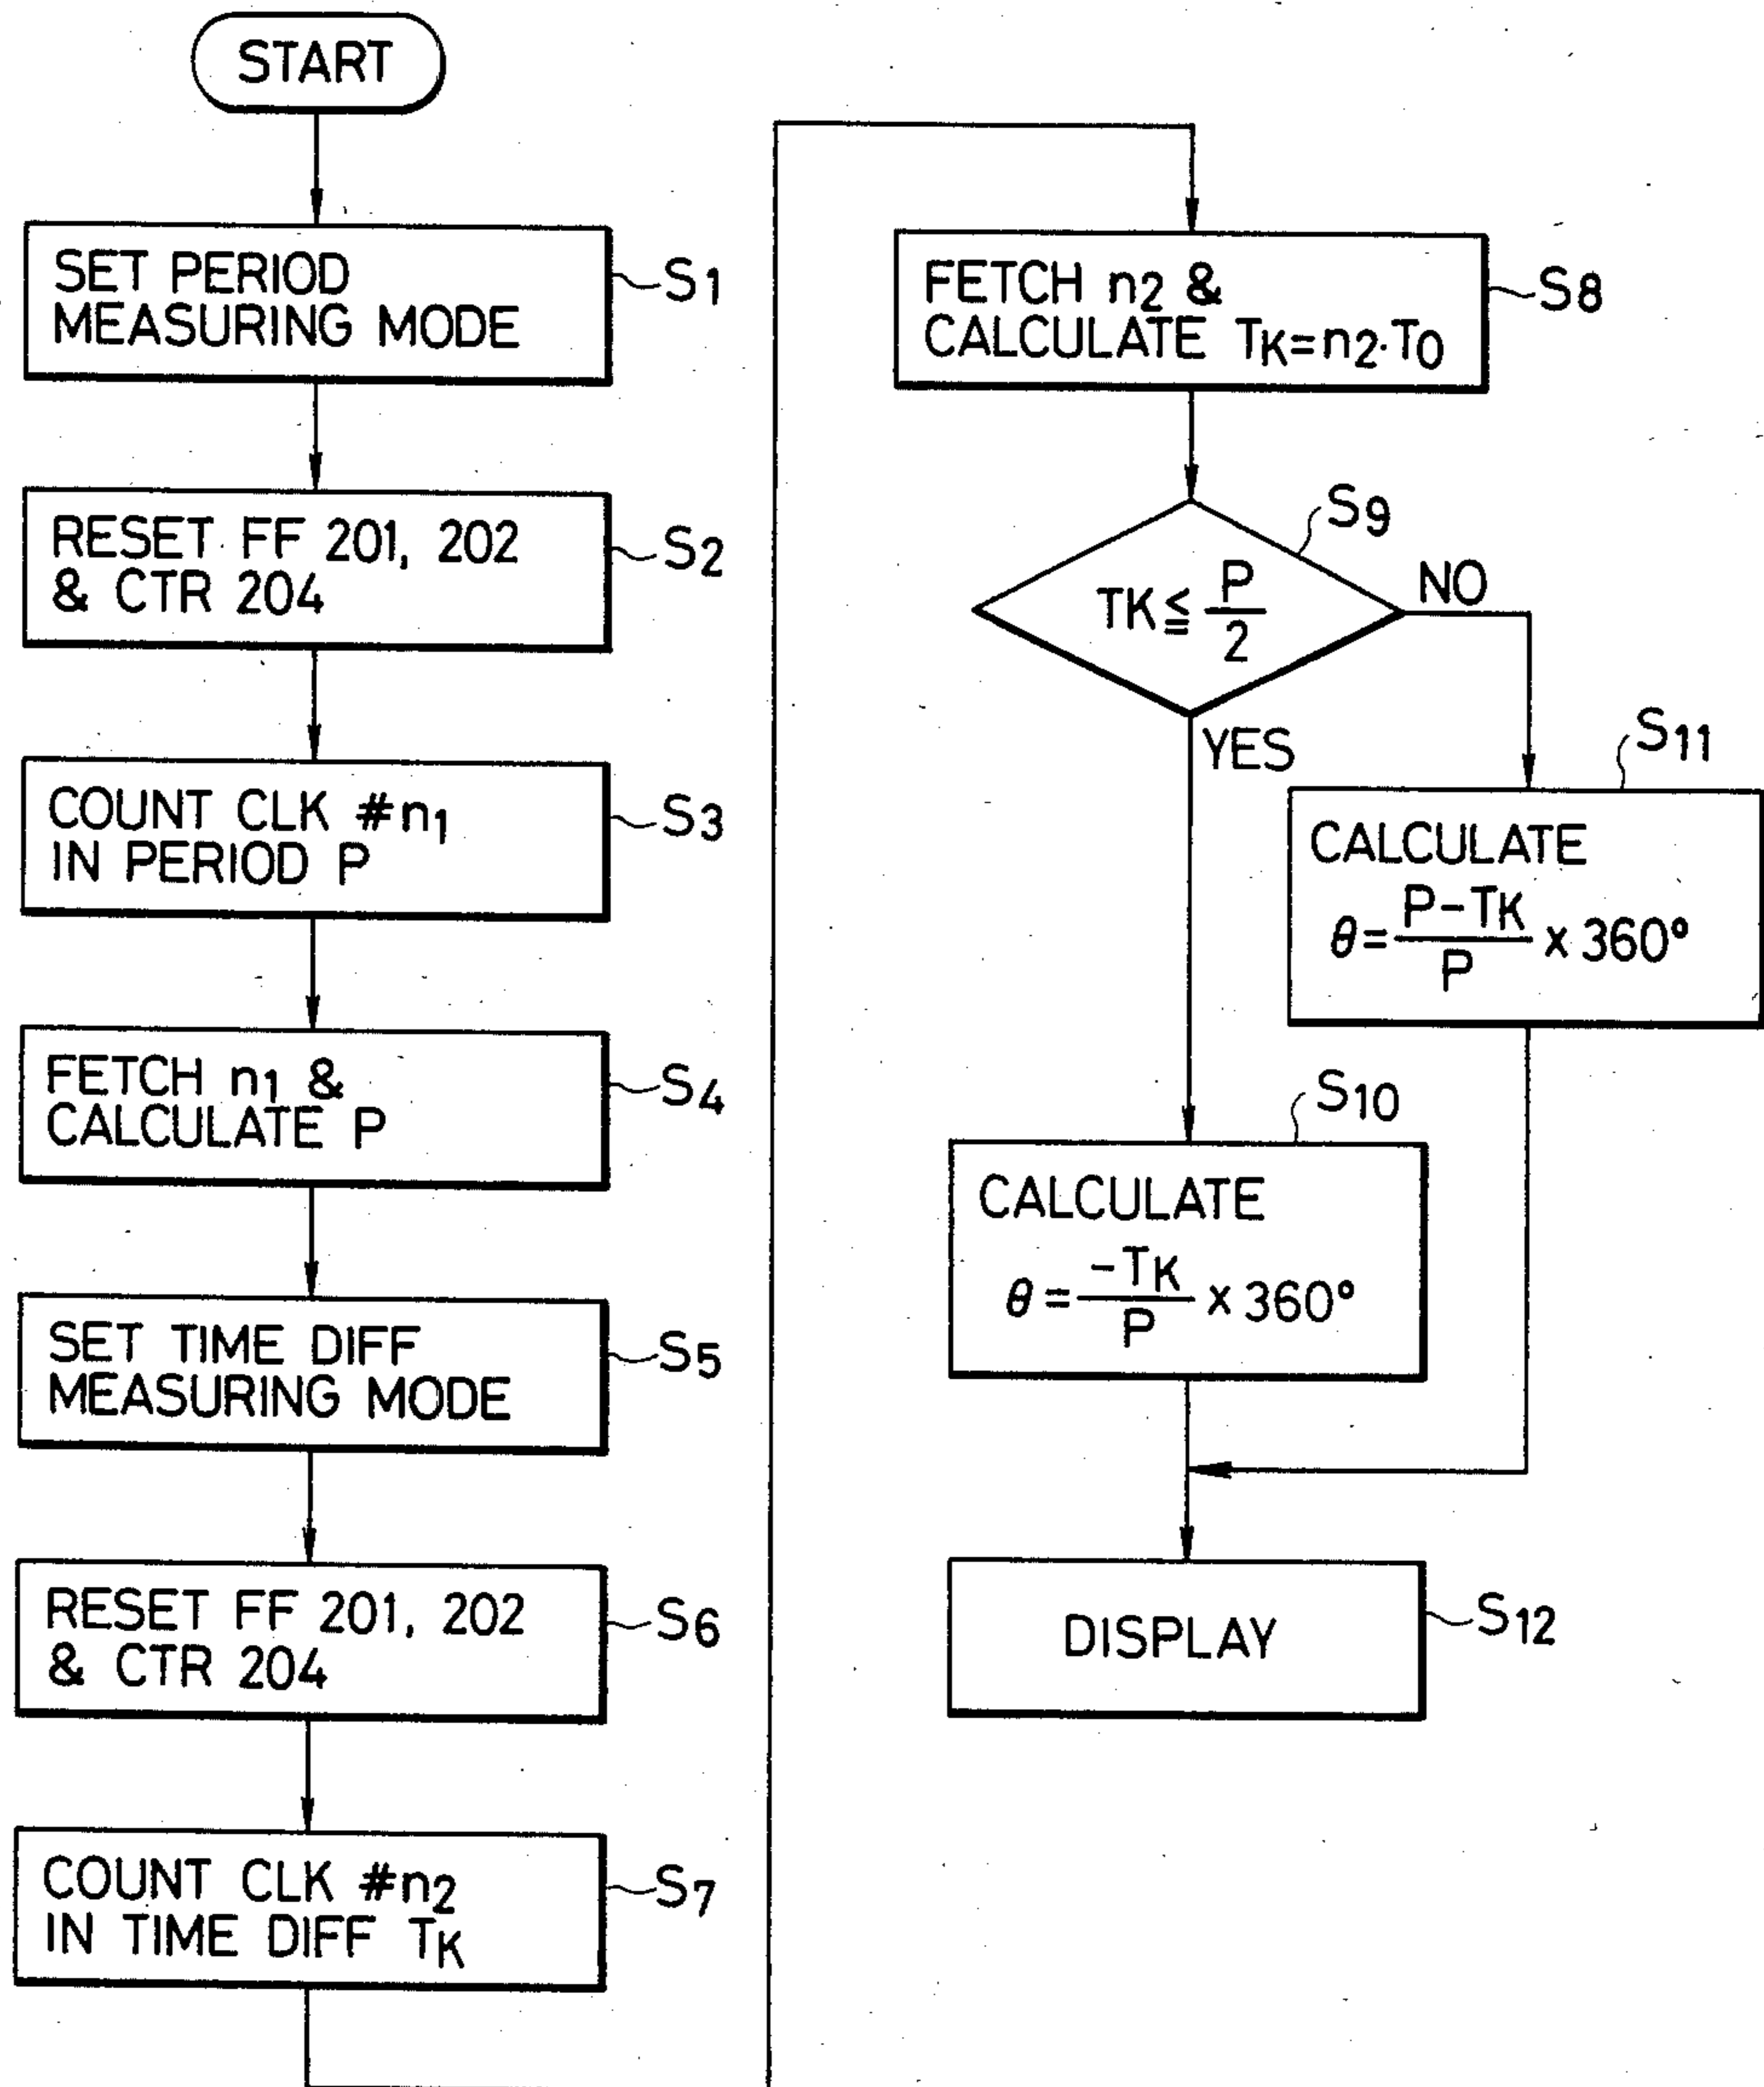 START
SET PERIOD
MEASURING MODE
S1
RESET FF 201, 202
& CTR 204
S2
COUNT CLK #n1
IN PERIOD P
S3
FETCH n1 &
CALCULATE P
S4
SET TIME DIFF
MEASURING MODE
S5
RESET FF 201, 202
& CTR 204
S6
COUNT CLK #n2
IN TIME DIFF TK
S7
FETCH n2 &
CALCULATE TK=n2·T0
S8
S9
TK≦P/2
NO
YES
S11
CALCULATE
θ=(P-TK)/P×360°
S10
CALCULATE
θ=-TK/P×360°
DISPLAY
S12